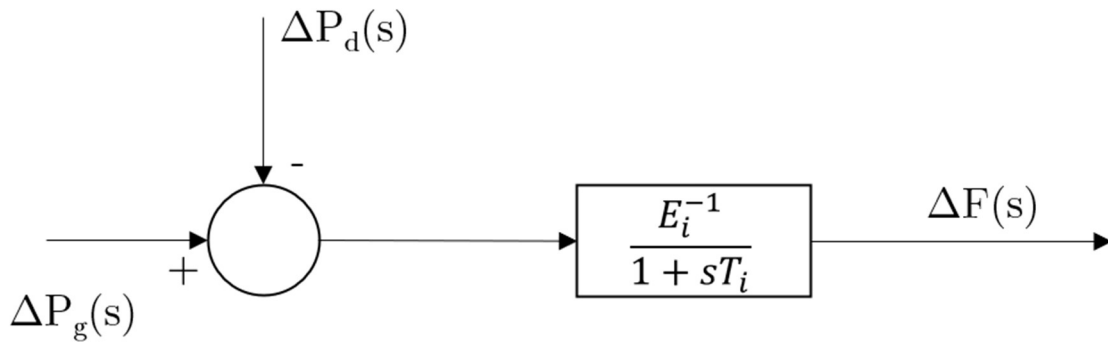 ΔP_d(s)
-
E_i^{-1}
1 + sT_i
ΔF(s)
+
ΔP_g(s)